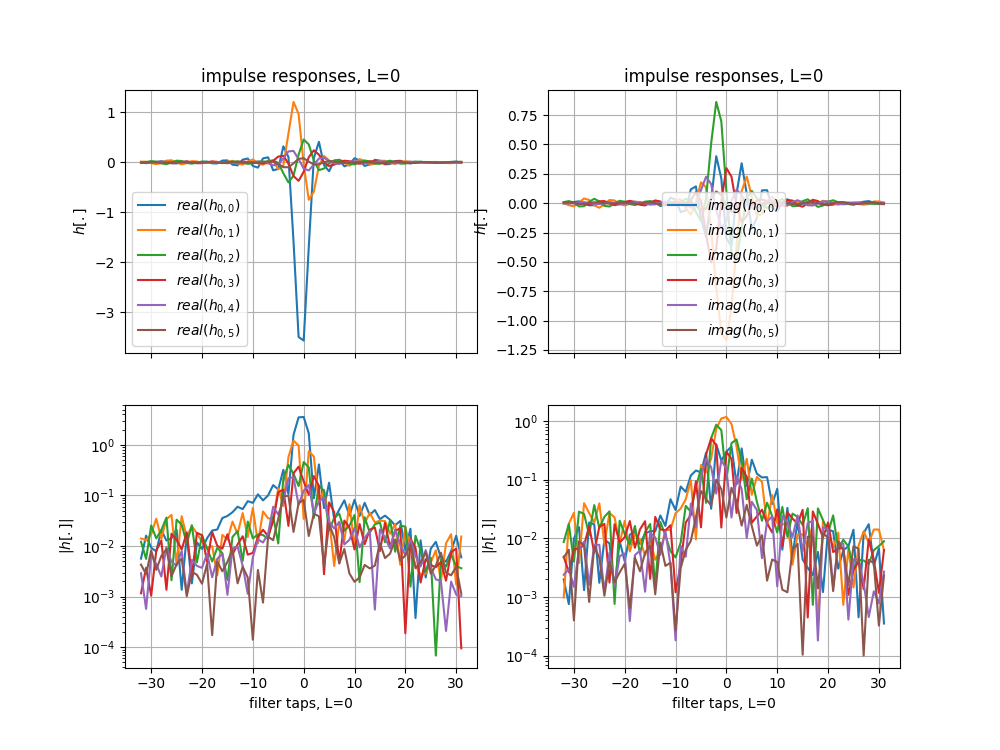 impulse responses, L=0
h[.]
1
0
−1
−2
−3
real(h0,0)
real(h0,1)
real(h0,2)
real(h0,3)
real(h0,4)
real(h0,5)
impulse responses, L=0
h[.]
0.75
0.50
0.25
0.00
−0.25
−0.50
−0.75
−1.00
−1.25
imag(h0,0)
imag(h0,1)
imag(h0,2)
imag(h0,3)
imag(h0,4)
imag(h0,5)
|h[.]|
10^0
10^−1
10^−2
10^−3
10^−4
−30 −20 −10 0 10 20 30
filter taps, L=0
|h[.]|
10^0
10^−1
10^−2
10^−3
10^−4
−30 −20 −10 0 10 20 30
filter taps, L=0